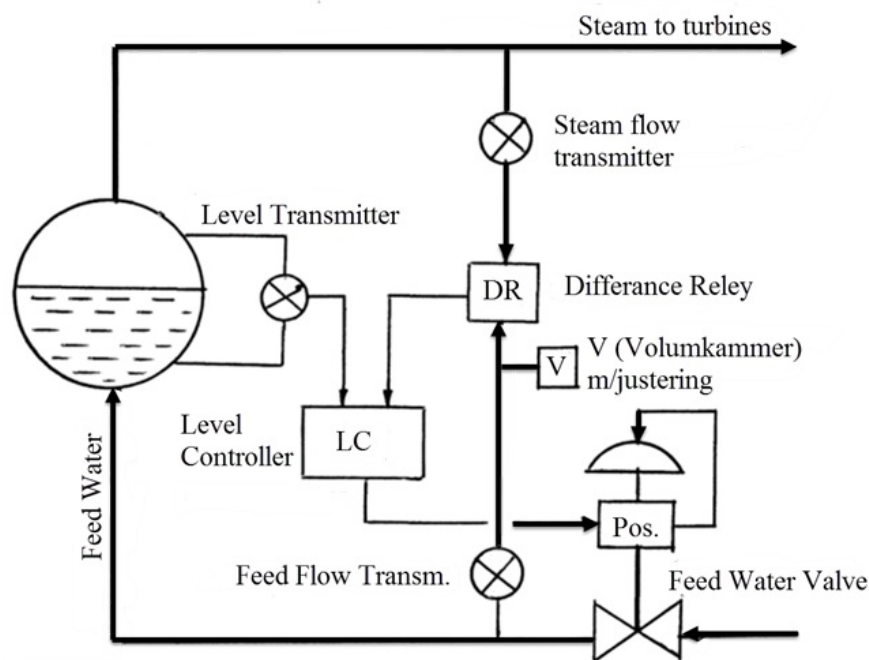 Steam to turbines
Steam flow
transmitter
Level Transmitter
DR
Differance Reley
V
V (Volumkammer)
m/justering
Level
Controller
LC
Feed Water
Pos.
Feed Flow Transm.
Feed Water Valve